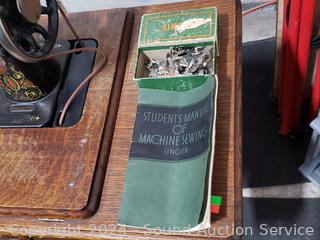 STUDENTS MANUAL
OF
MACHINE SEWING
SINGER
Copyright 2024 - Sound Auction Service